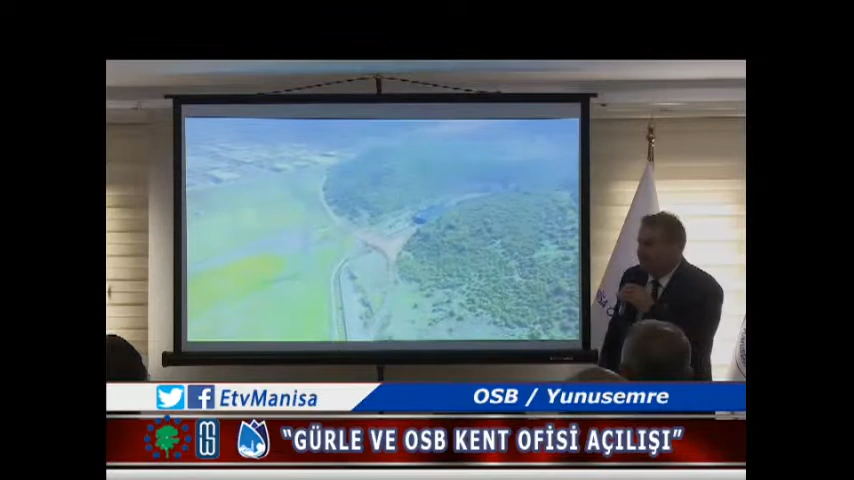 EtvManisa
OSB / Yunusemre
"GÜRLE VE OSB KENT OFİSİ AÇILIŞI"